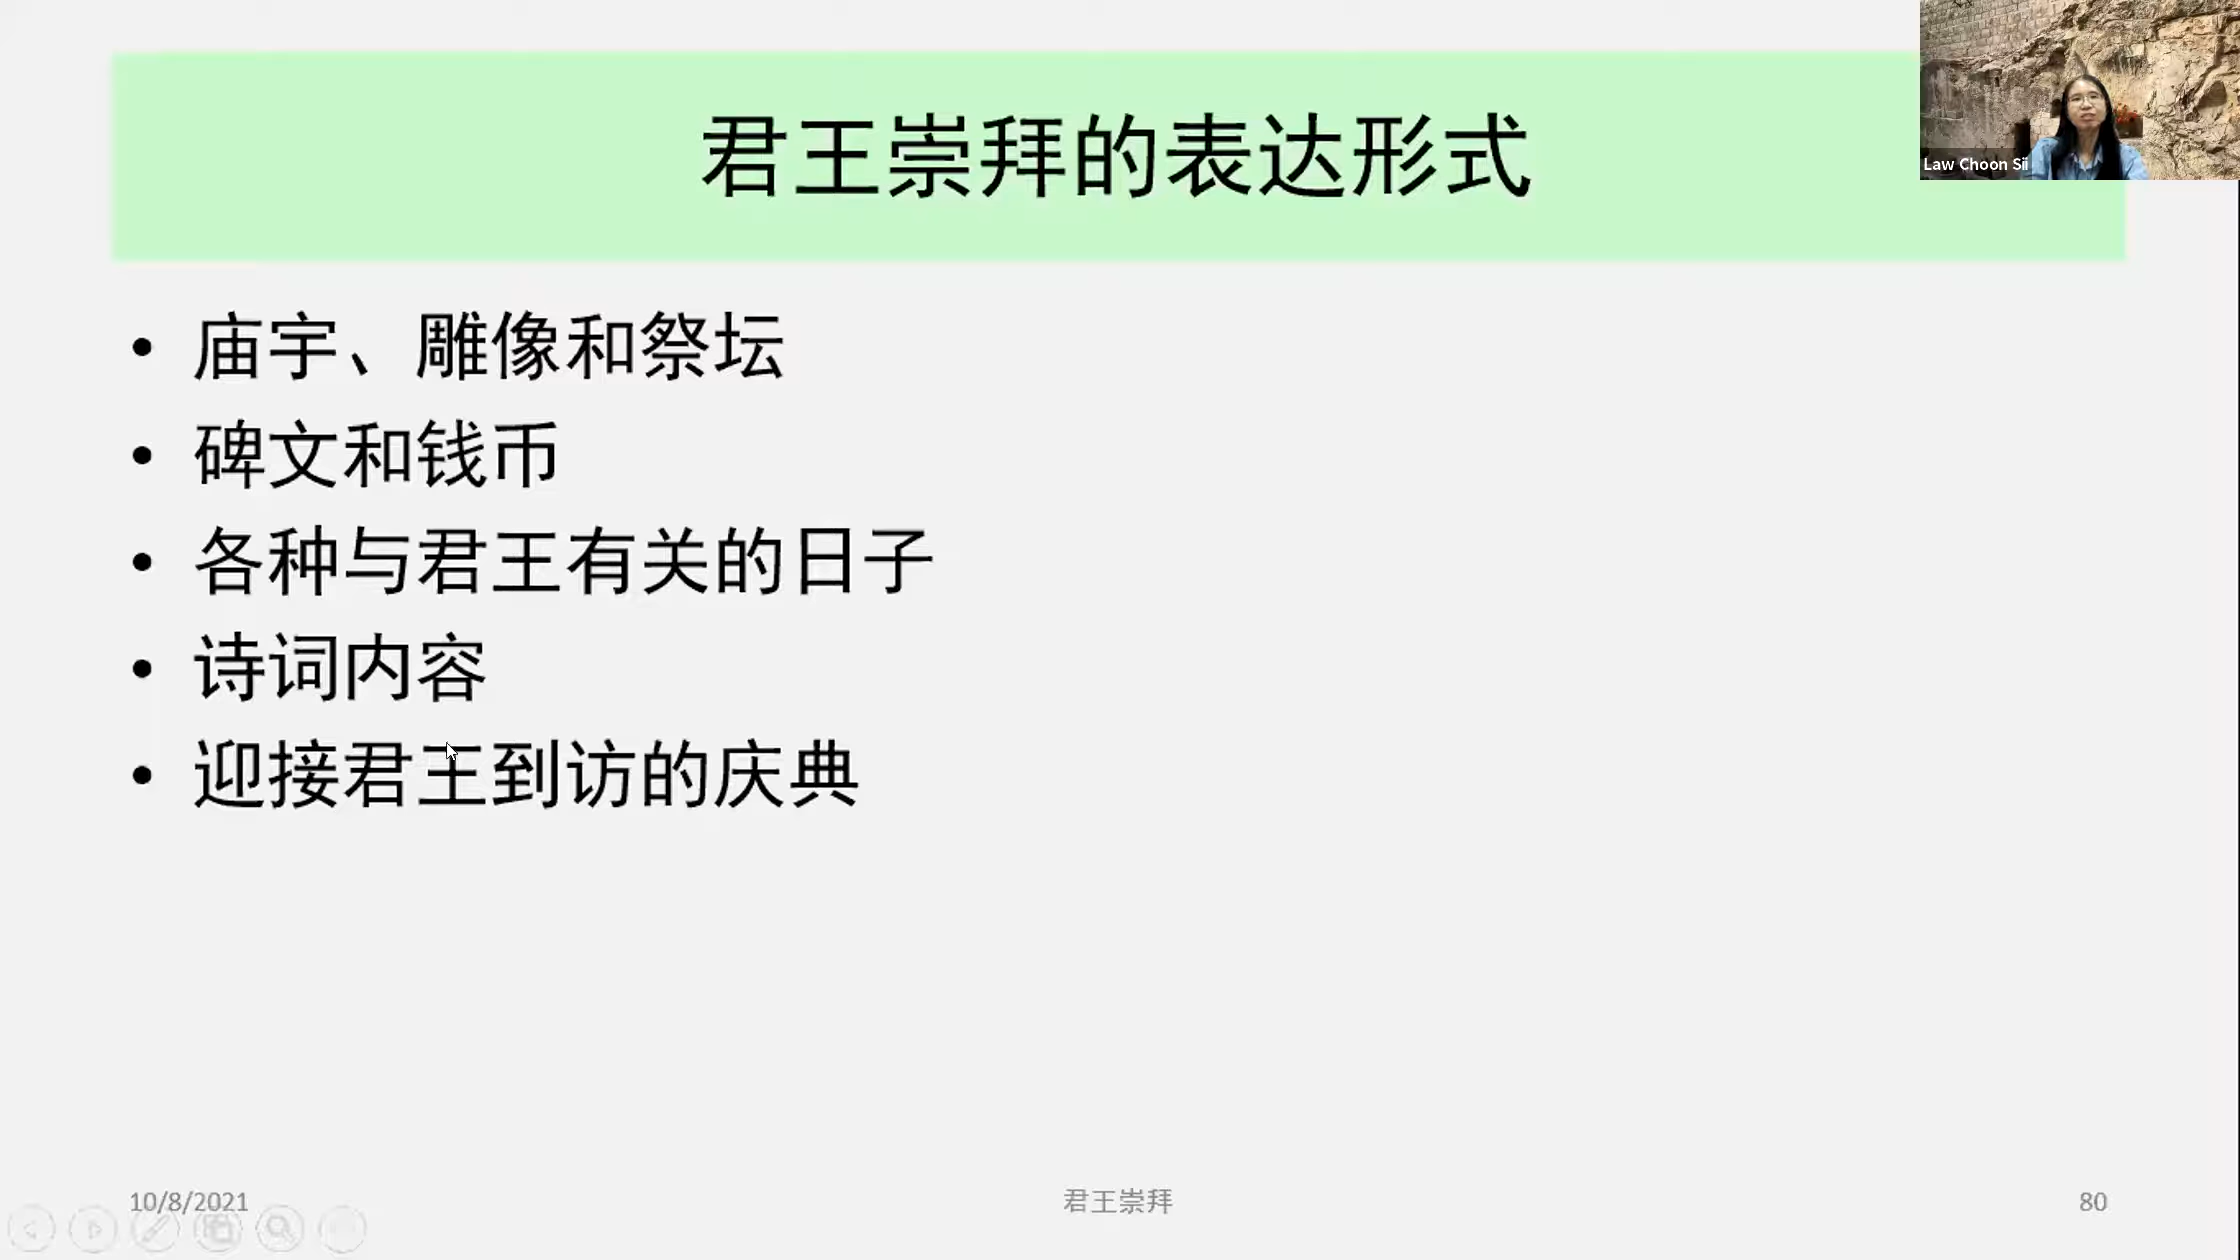 君王崇拜的表达形式
Law Choon Sii
• 庙宇、雕像和祭坛
• 碑文和钱币
• 各种与君王有关的日子
• 诗词内容
• 迎接君王到访的庆典
10/8/2021
君王崇拜
80